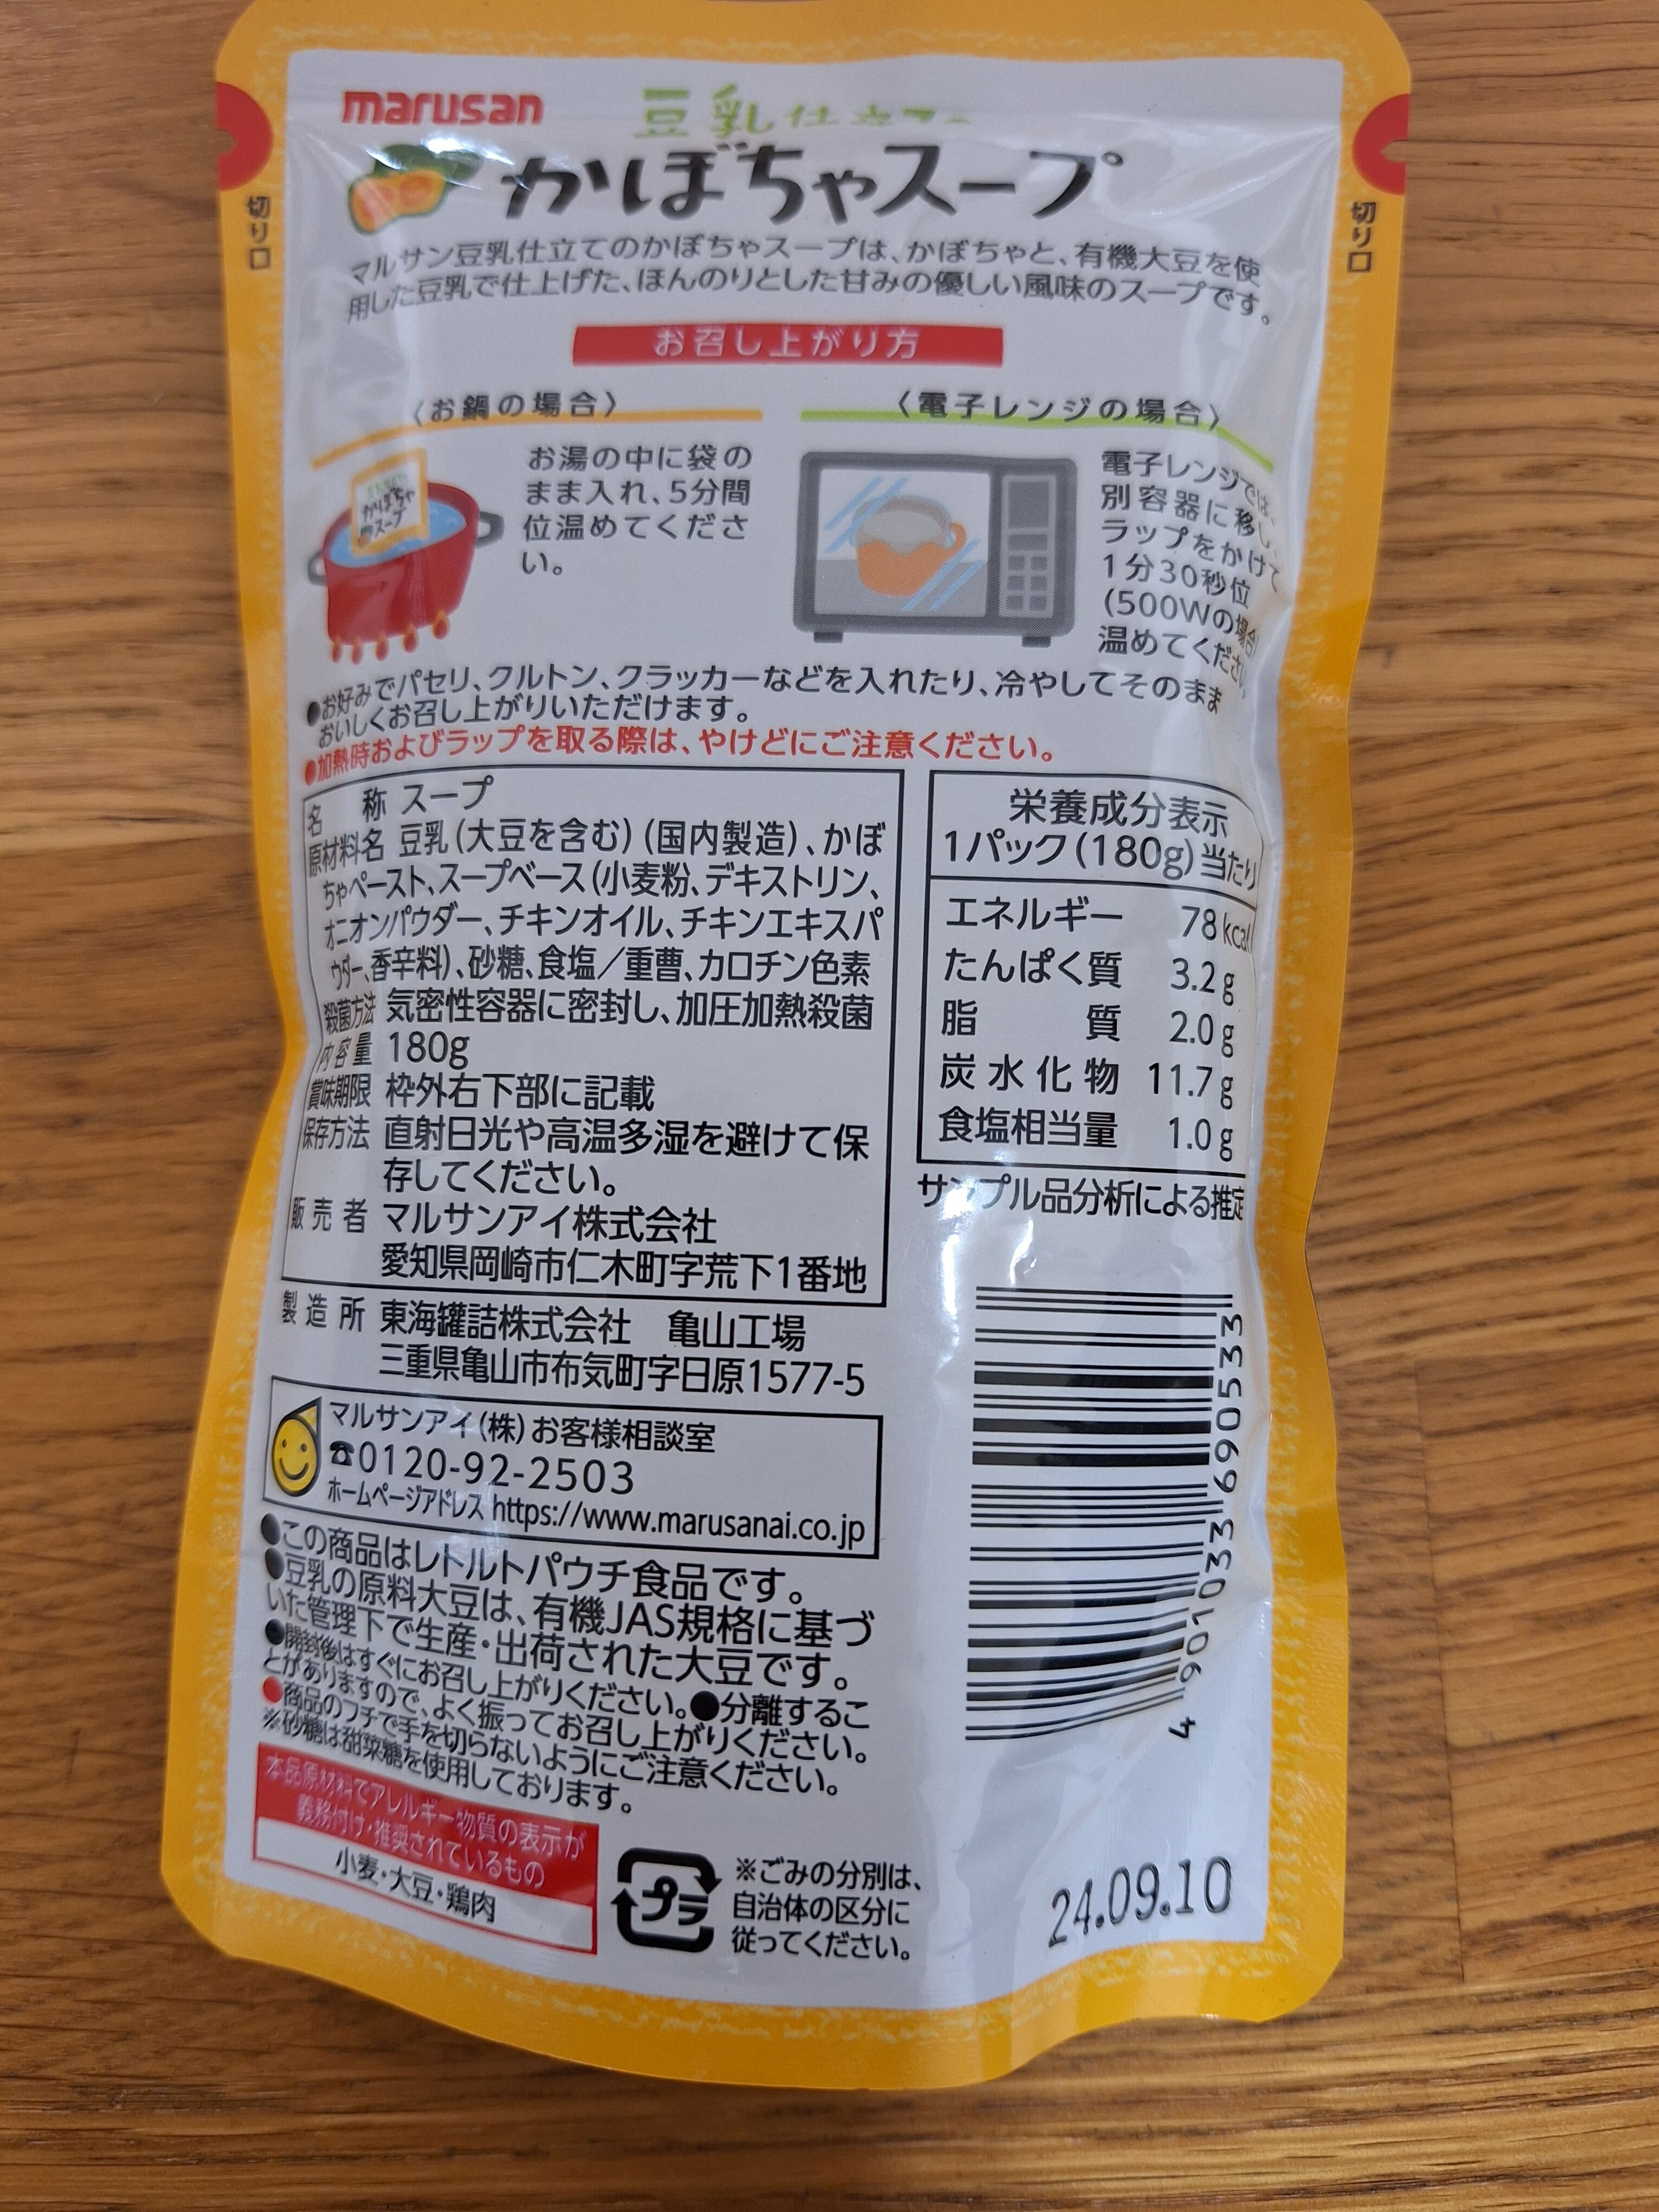 marusan
豆乳仕立ての
かぼちゃスープ
切り口
切り口
マルサン豆乳仕立てのかぼちゃスープは、かぼちゃと、有機大豆を使
用した豆乳で仕上げた、ほんのりとした甘みの優しい風味のスープです。
お召し上がり方
〈お鍋の場合〉
かぼちゃ
スープ
お湯の中に袋の
まま入れ、5分間
位温めてくださ
い。
〈電子レンジの場合〉
電子レンジでは、
別容器に移し、
ラップをかけて
1分30秒位
(500Wの場合)
温めてください。
●お好みでパセリ、クルトン、クラッカーなどを入れたり、冷やしてそのまま
おいしくお召し上がりいただけます。
●加熱時およびラップを取る際は、やけどにご注意ください。
名 称 スープ
原材料名 豆乳(大豆を含む)(国内製造)、かぼ
ちゃペースト、スープベース(小麦粉、デキストリン、
オニオンパウダー、チキンオイル、チキンエキスパ
ウダー、香辛料)、砂糖、食塩/重曹、カロチン色素
殺菌方法 気密性容器に密封し、加圧加熱殺菌
内容量 180g
賞味期限 枠外右下部に記載
保存方法 直射日光や高温多湿を避けて保
存してください。
販売者 マルサンアイ株式会社
愛知県岡崎市仁木町字荒下1番地
製造所 東海罐詰株式会社 亀山工場
三重県亀山市布気町字日原1577-5
栄養成分表示
1パック(180g)当たり
エネルギー 78kcal
たんぱく質 3.2g
脂質 2.0g
炭水化物 11.7g
食塩相当量 1.0g
サンプル品分析による推定
4 901033 690533
マルサンアイ(株)お客様相談室
☎0120-92-2503
ホームページアドレス https://www.marusanai.co.jp
●この商品はレトルトパウチ食品です。
●豆乳の原料大豆は、有機JAS規格に基づ
いた管理下で生産・出荷された大豆です。
●開封後はすぐにお召し上がりください。●分離するこ
とがありますので、よく振ってお召し上がりください。
●商品のフチで手を切らないようにご注意ください。
※砂糖は甜菜糖を使用しております。
本品原材料でアレルギー物質の表示が
義務付け・推奨されているもの
小麦・大豆・鶏肉
プラ
※ごみの分別は、
自治体の区分に
従ってください。
24.09.10